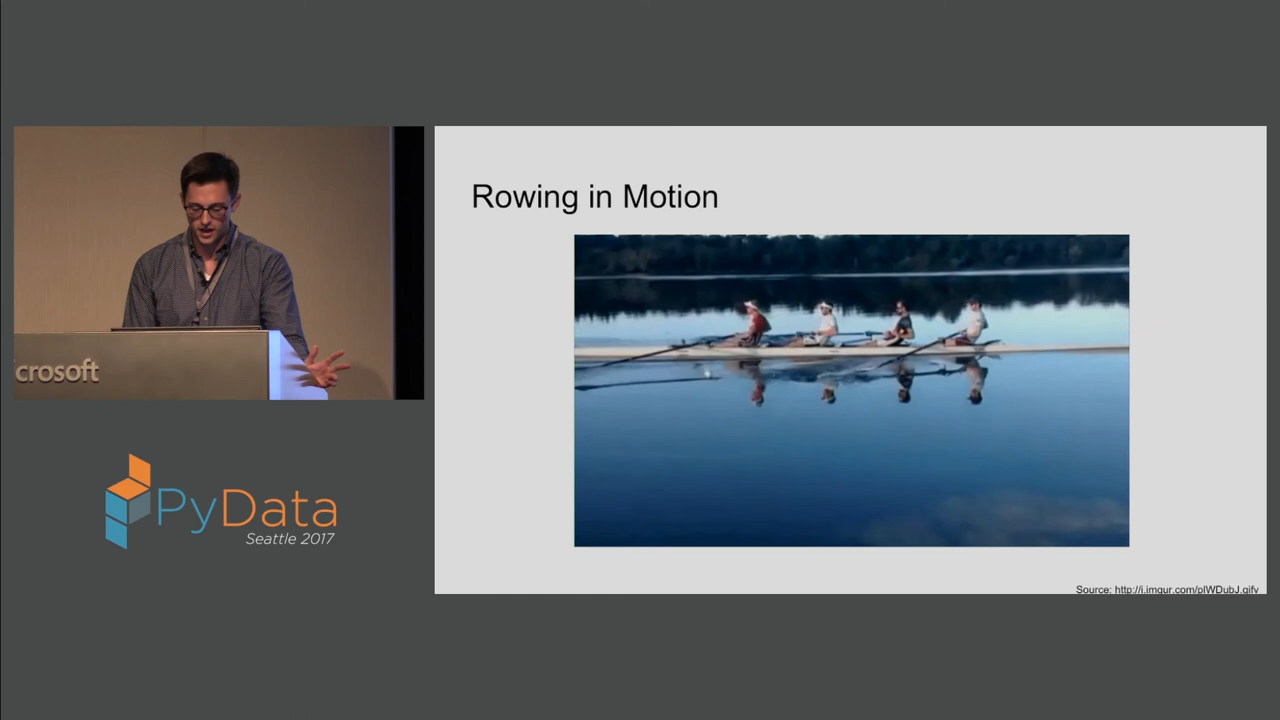 Rowing in Motion
crosoft
PyData
Seattle 2017
Source: http://i.imgur.com/plWDubJ.gifv